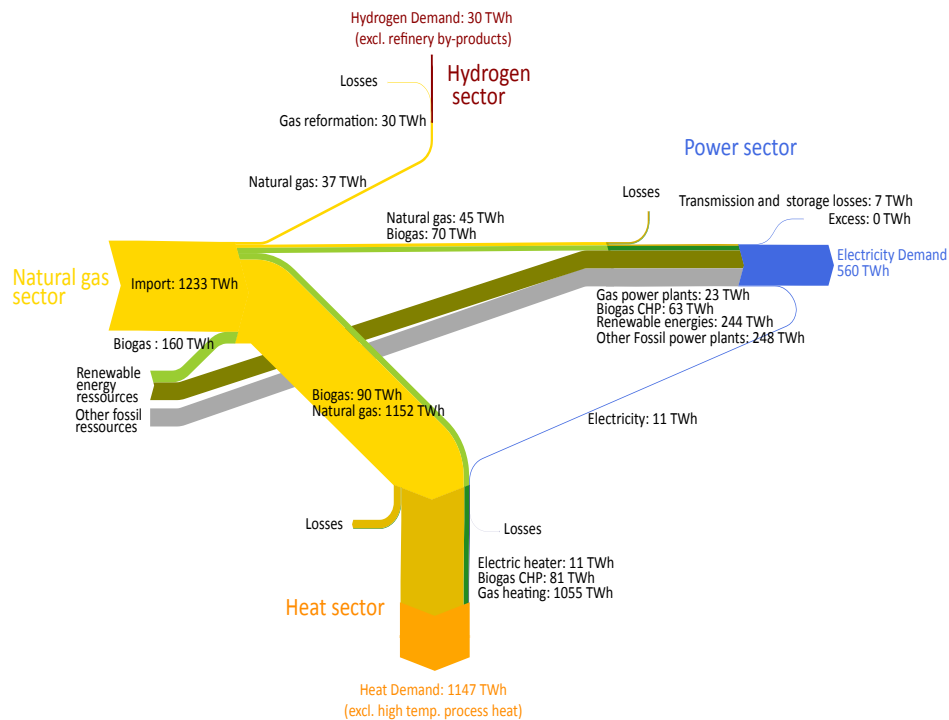 Hydrogen Demand: 30 TWh
(excl. refinery by-products)
Losses
Hydrogen
sector
Gas reformation: 30 TWh
Power sector
Natural gas: 37 TWh
Losses
Transmission and storage losses: 7 TWh
Excess: 0 TWh
Natural gas: 45 TWh
Biogas: 70 TWh
Electricity Demand
560 TWh
Natural gas
sector
Import: 1233 TWh
Gas power plants: 23 TWh
Biogas CHP: 63 TWh
Renewable energies: 244 TWh
Other Fossil power plants: 248 TWh
Biogas : 160 TWh
Renewable
energy
ressources
Other fossil
ressources
Biogas: 90 TWh
Natural gas: 1152 TWh
Electricity: 11 TWh
Losses
Losses
Electric heater: 11 TWh
Biogas CHP: 81 TWh
Gas heating: 1055 TWh
Heat sector
Heat Demand: 1147 TWh
(excl. high temp. process heat)